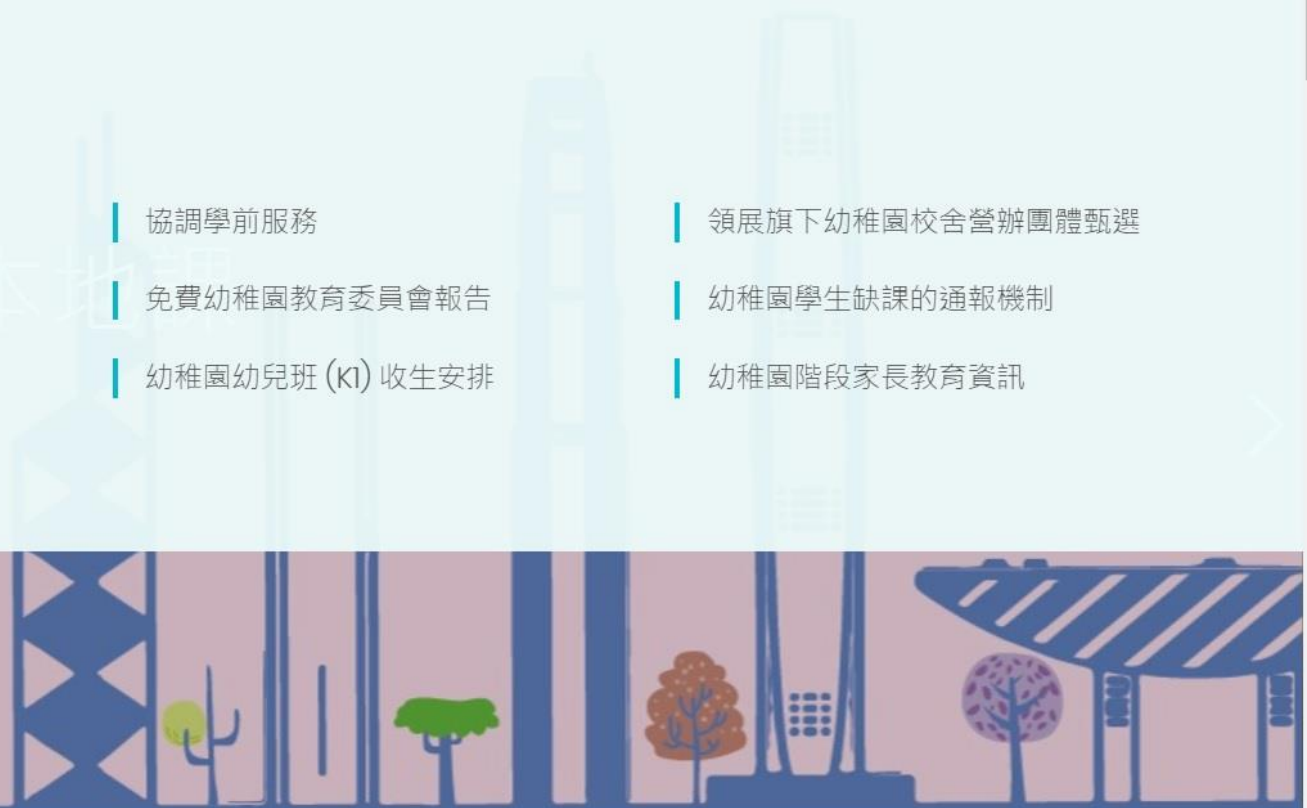 協調學前服務
免費幼稚園教育委員會報告
幼稚園幼兒班 (K1) 收生安排
領展旗下幼稚園校舍營辦團體甄選
幼稚園學生缺課的通報機制
幼稚園階段家長教育資訊
本地課